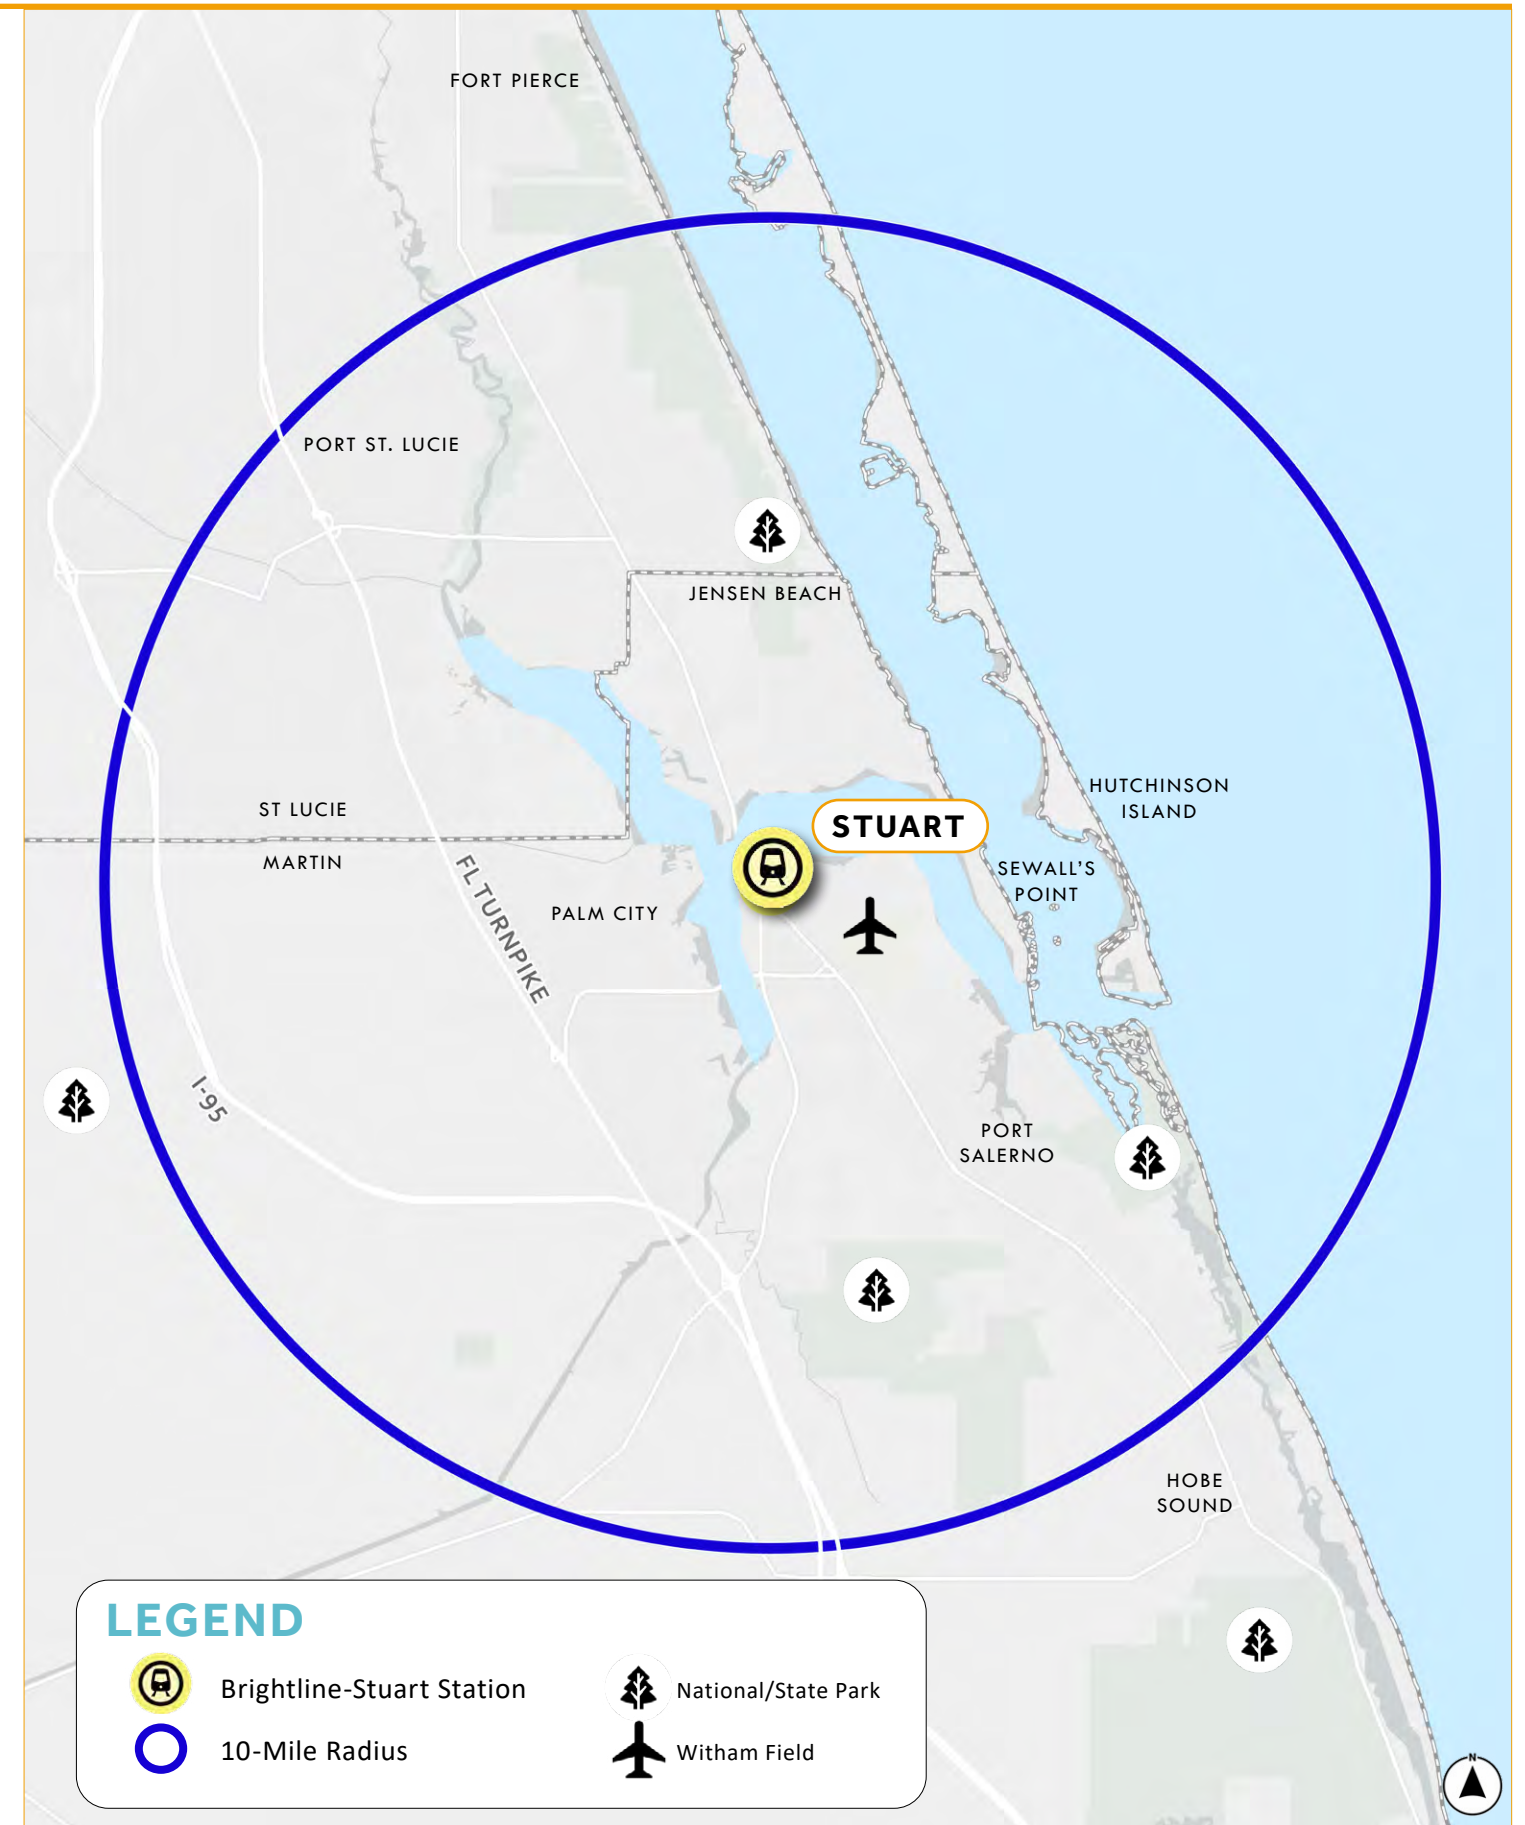 FORT PIERCE
PORT ST. LUCIE
JENSEN BEACH
HUTCHINSON
ISLAND
ST LUCIE
STUART
MARTIN
SEWALL'S
POINT
FL TURNPIKE
PALM CITY
I-95
PORT
SALERNO
HOBE
SOUND
LEGEND
Brightline-Stuart Station
National/State Park
10-Mile Radius
Witham Field
N